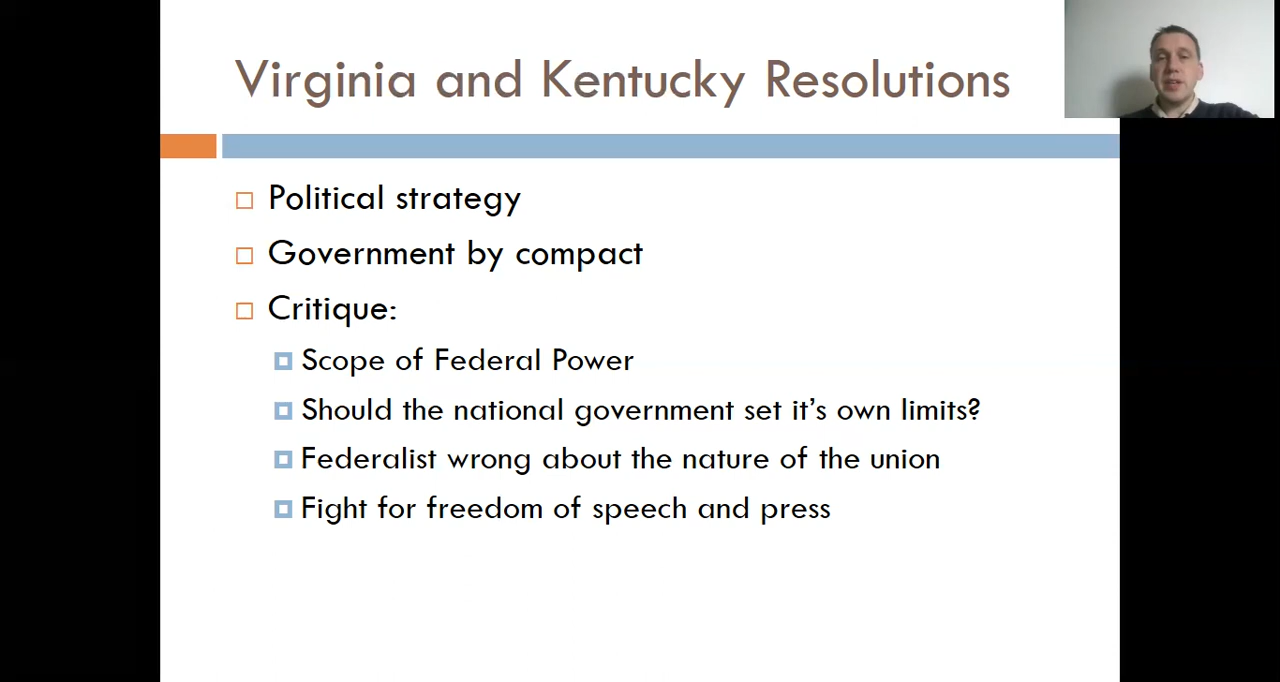 Virginia and Kentucky Resolutions
Political strategy
Government by compact
Critique:
Scope of Federal Power
Should the national government set it's own limits?
Federalist wrong about the nature of the union
Fight for freedom of speech and press